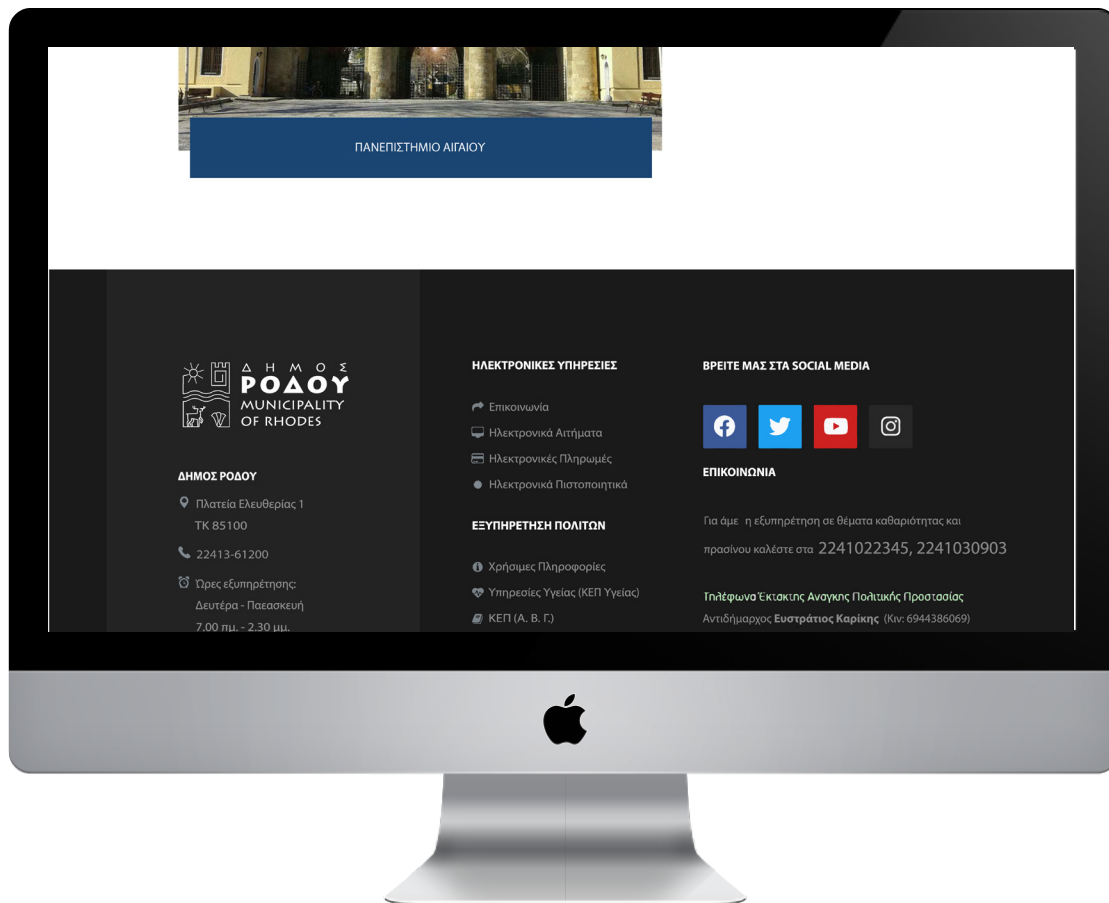 ΠΑΝΕΠΙΣΤΗΜΙΟ ΑΙΓΑΙΟΥ
ΔΗΜΟΣ
ΡΟΔΟΥ
MUNICIPALITY
OF RHODES
ΔΗΜΟΣ ΡΟΔΟΥ
Πλατεία Ελευθερίας 1
ΤΚ 85100
22413-61200
Ώρες εξυπηρέτησης:
Δευτέρα - Παεασκευή
7.00 πμ. - 2.30 μμ.
ΗΛΕΚΤΡΟΝΙΚΕΣ ΥΠΗΡΕΣΙΕΣ
Επικοινωνία
Ηλεκτρονικά Αιτήματα
Ηλεκτρονικές Πληρωμές
Ηλεκτρονικά Πιστοποιητικά
ΕΞΥΠΗΡΕΤΗΣΗ ΠΟΛΙΤΩΝ
Χρήσιμες Πληροφορίες
Υπηρεσίες Υγείας (ΚΕΠ Υγείας)
ΚΕΠ (Α. Β. Γ.)
ΒΡΕΙΤΕ ΜΑΣ ΣΤΑ SOCIAL MEDIA
ΕΠΙΚΟΙΝΩΝΙΑ
Για άμε η εξυπηρέτηση σε θέματα καθαριότητας και
πρασίνου καλέστε στα 2241022345, 2241030903
Τηλέφωνα Έκτακτης Αναγκης Πολιτικής Προστασίας
Αντιδήμαρχος Ευστράτιος Καρίκης (Κιν: 6944386069)